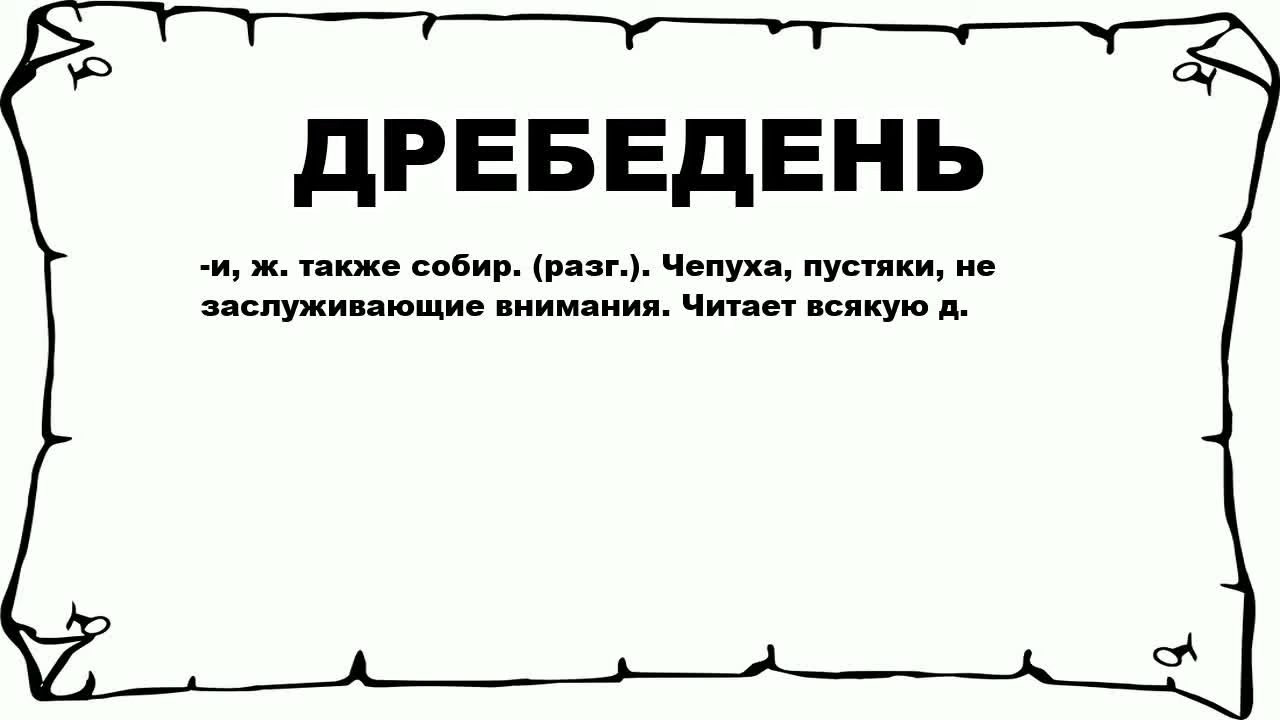 ДРЕБЕДЕНЬ
-и, ж. также собир. (разг.). Чепуха, пустяки, не
заслуживающие внимания. Читает всякую д.